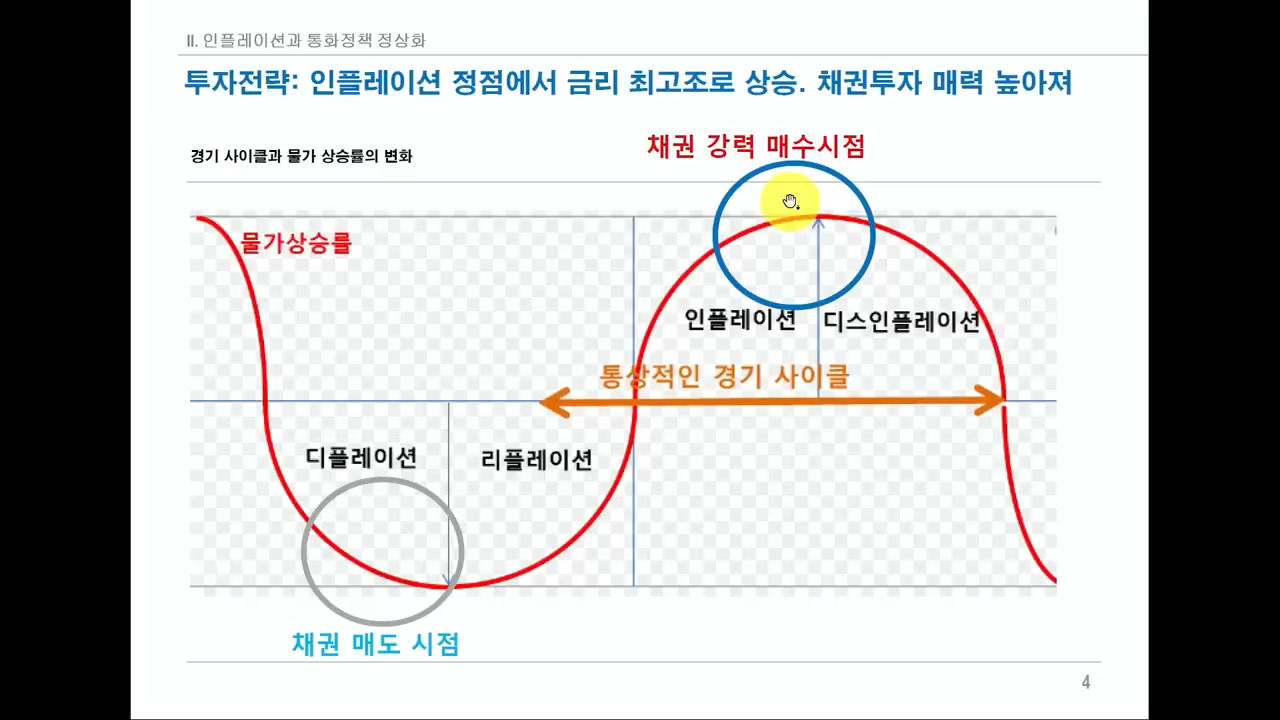 II. 인플레이션과 통화정책 정상화
투자전략: 인플레이션 정점에서 금리 최고조로 상승. 채권투자 매력 높아져
채권 강력 매수시점
경기 사이클과 물가 상승률의 변화
물가상승률
인플레이션 디스인플레이션
통상적인 경기 사이클
디플레이션 리플레이션
채권 매도 시점
4